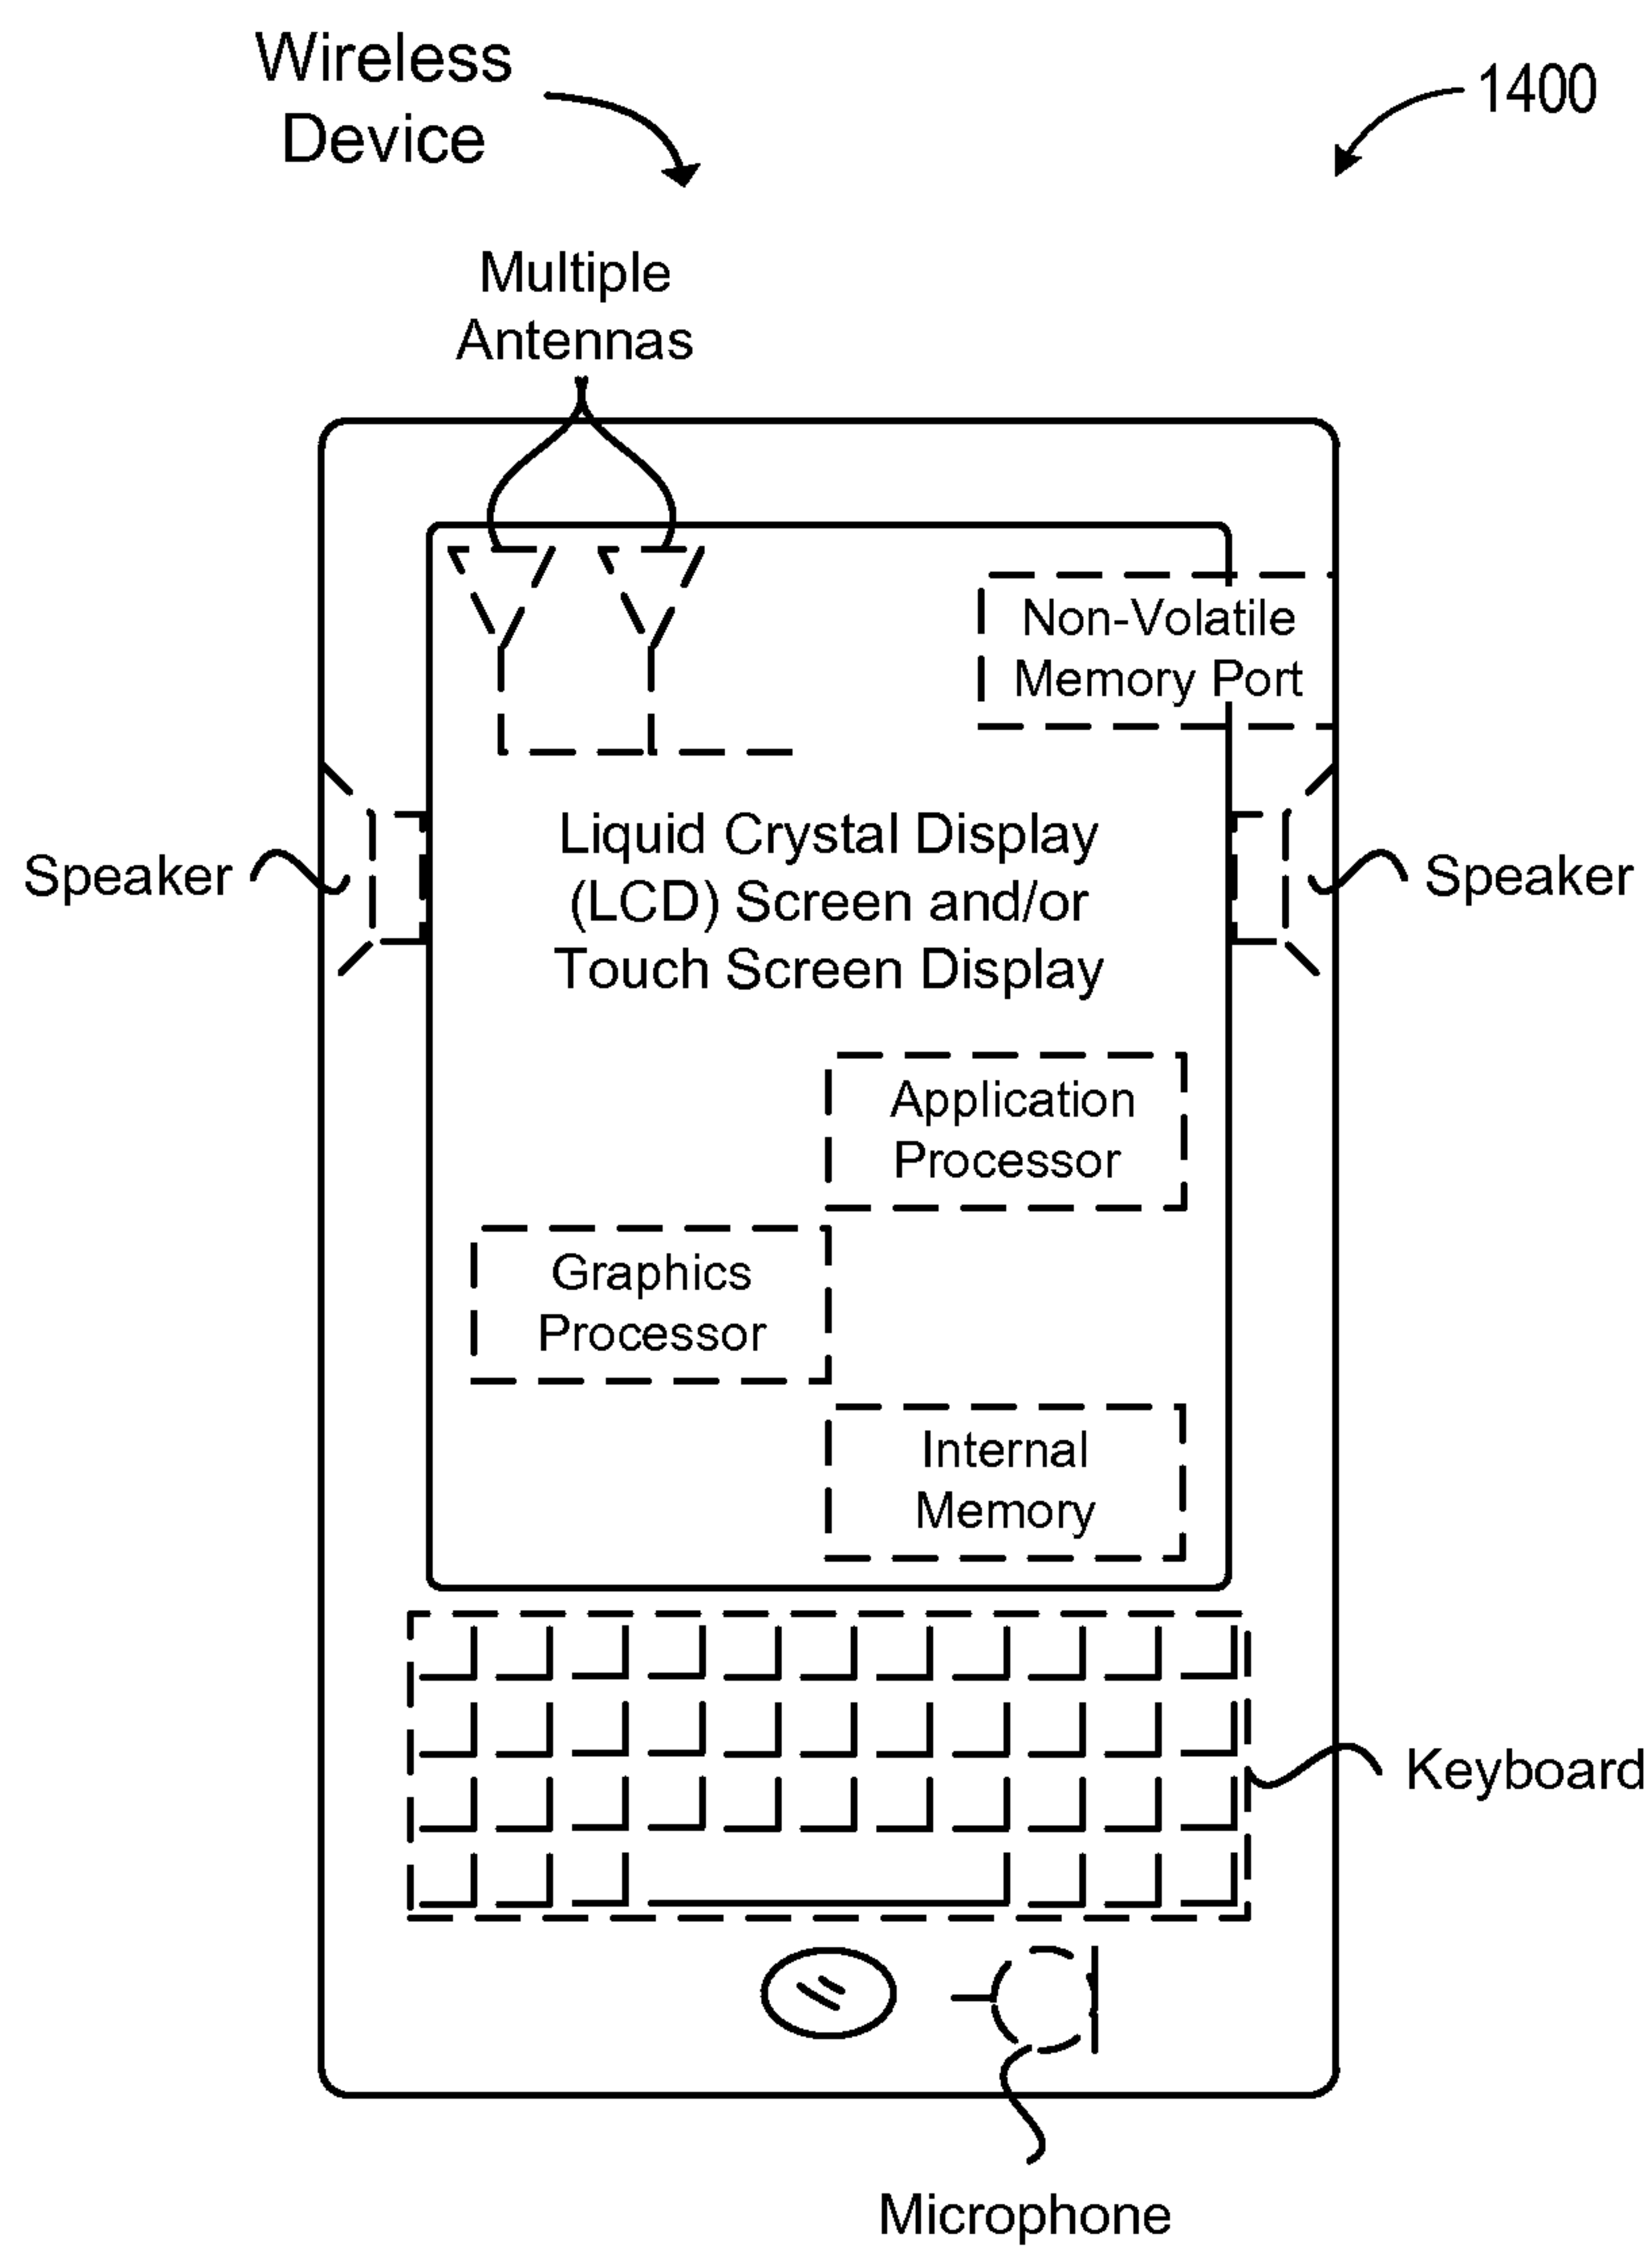 Wireless
Device
1400
Multiple
Antennas
Non-Volatile
Memory Port
Speaker
Liquid Crystal Display
(LCD) Screen and/or
Touch Screen Display
Speaker
Application
Processor
Graphics
Processor
Internal
Memory
Keyboard
Microphone